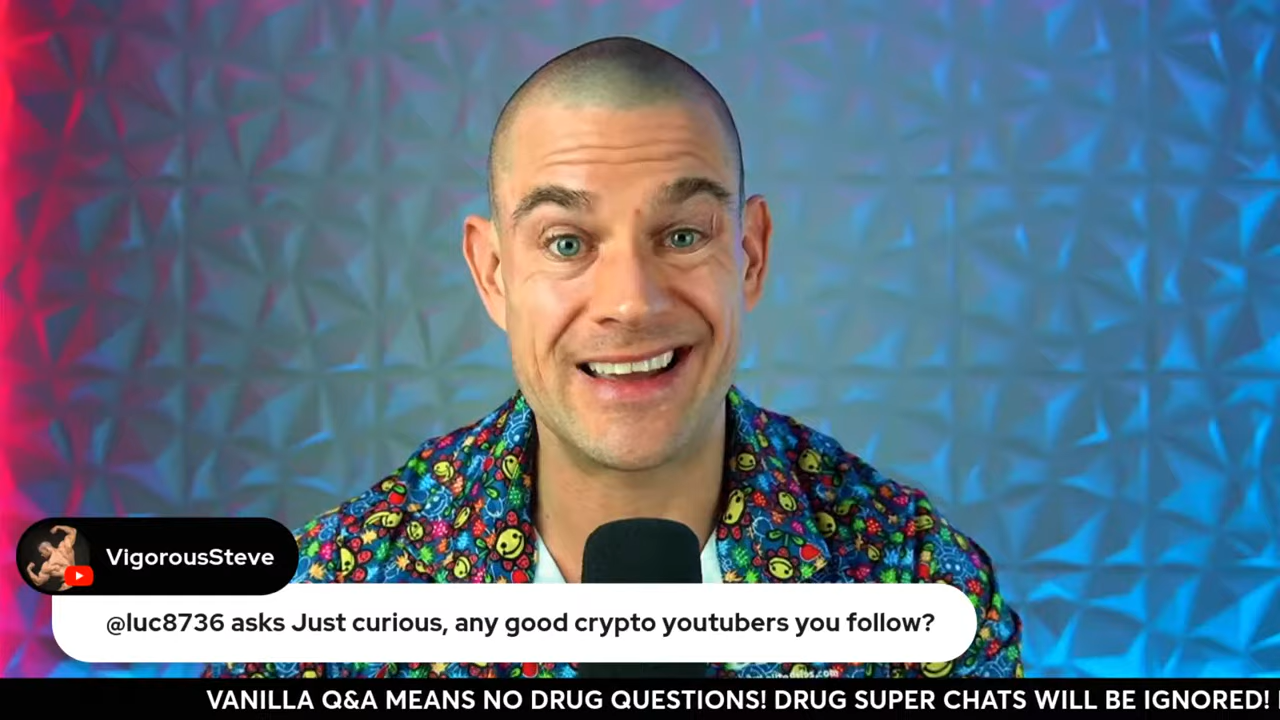 VigorousSteve
@luc8736 asks Just curious, any good crypto youtubers you follow?
VANILLA Q&A MEANS NO DRUG QUESTIONS! DRUG SUPER CHATS WILL BE IGNORED!